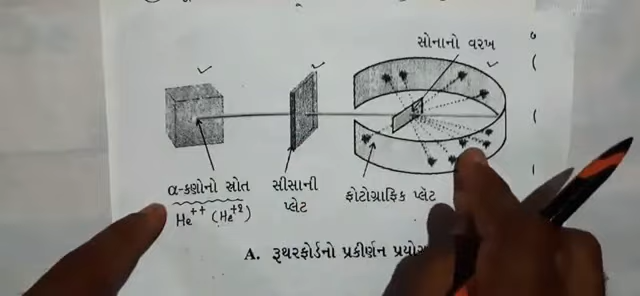 સોનાનો વરખ
α-કણોનો સ્રોત
He++ (He+2)
સીસાની
પ્લેટ
ફોટોગ્રાફિક પ્લેટ
A. રૂથરફોર્ડનો પ્રકીર્ણન